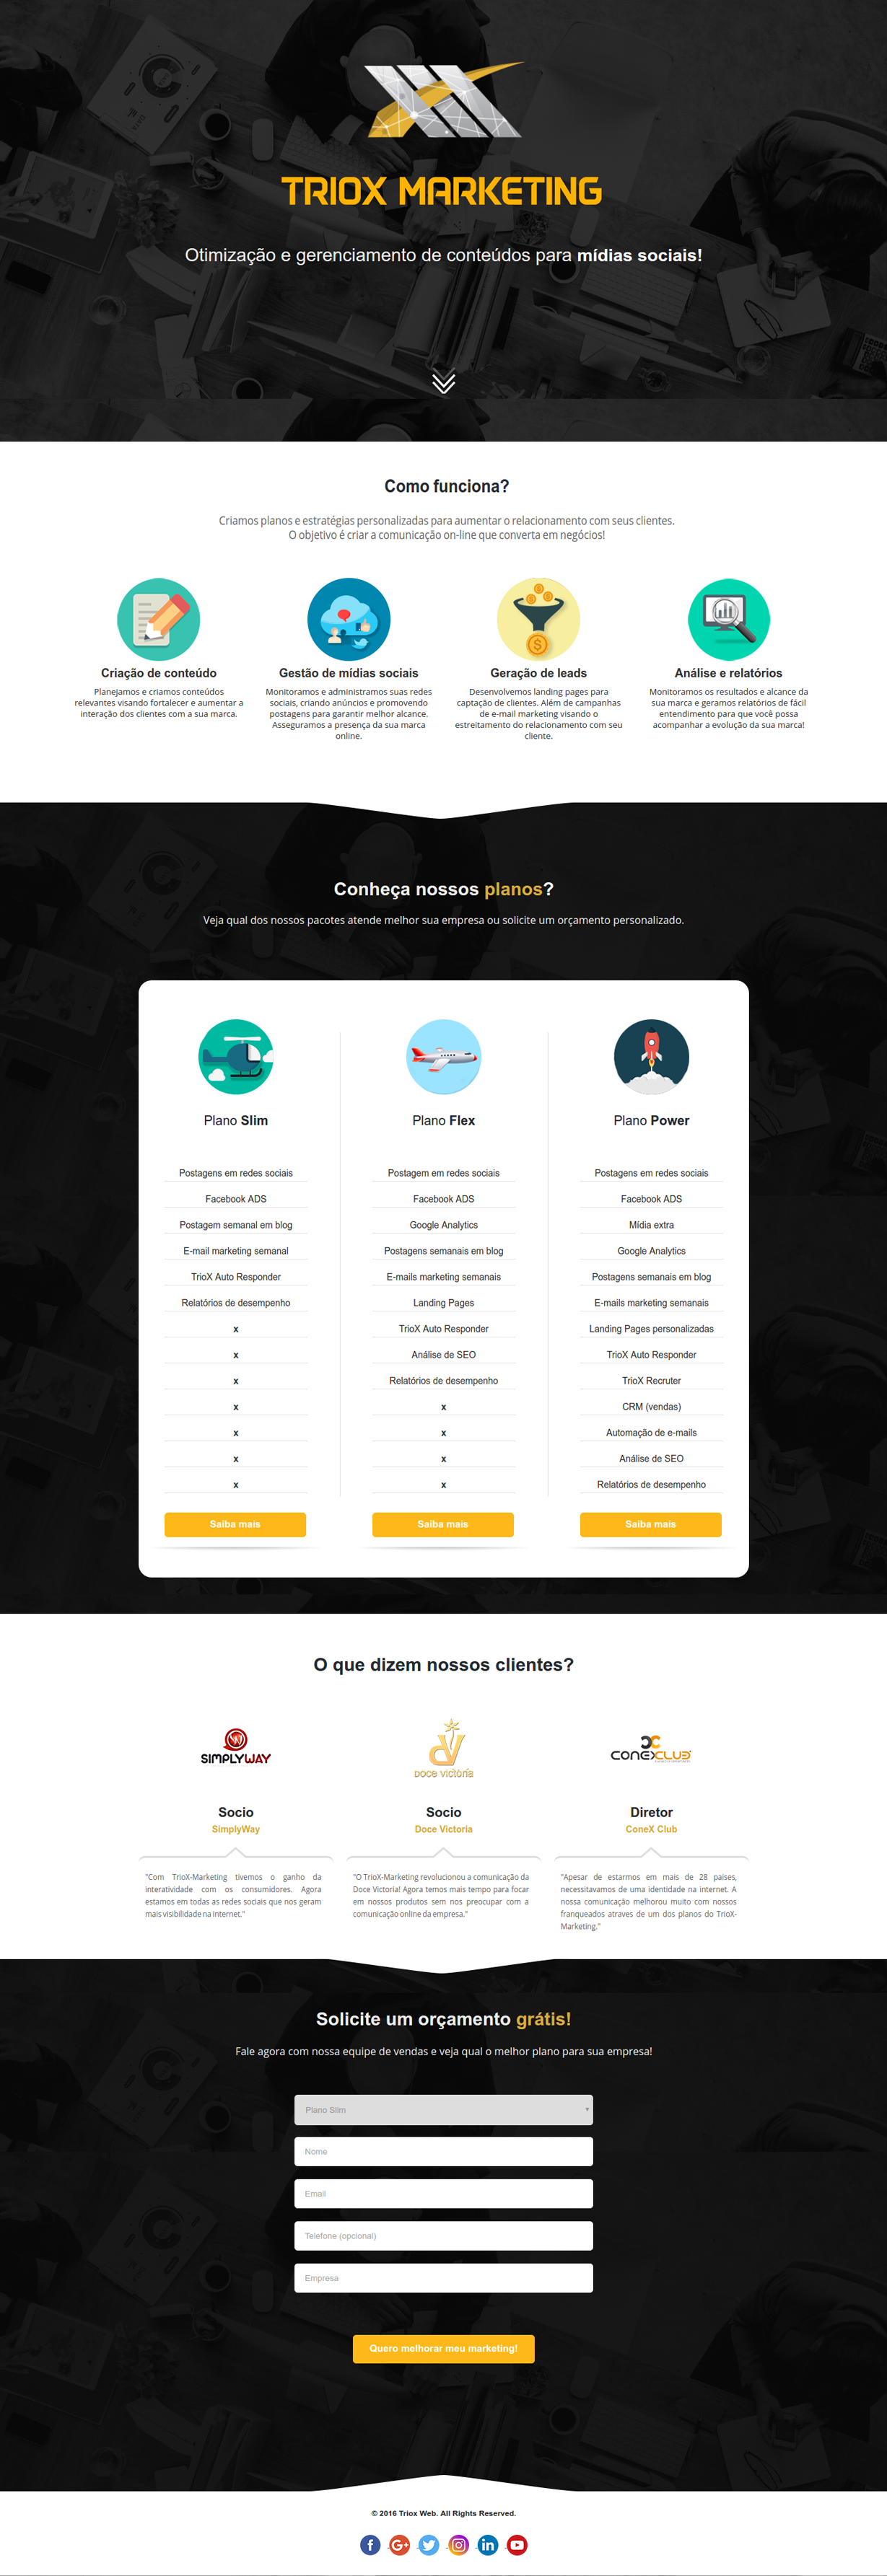 TRIOX MARKETING
Otimização e gerenciamento de conteúdos para mídias sociais!
Como funciona?
Criamos planos e estratégias personalizadas para aumentar o relacionamento com seus clientes.
O objetivo é criar a comunicação on-line que converta em negócios!
Criação de conteúdo
Planejamos e criamos conteúdos
relevantes visando fortalecer e aumentar a
interação dos clientes com a sua marca.
Gestão de mídias sociais
Monitoramos e administramos suas redes
sociais, criando anúncios e promovendo
postagens para garantir melhor alcance.
Asseguramos a presença da sua marca
online.
Geração de leads
Desenvolvemos landing pages para
captação de clientes. Além de campanhas
de e-mail marketing visando o
estreitamento do relacionamento com seu
cliente.
Análise e relatórios
Monitoramos os resultados e alcance da
sua marca e geramos relatórios de fácil
entendimento para que você possa
acompanhar a evolução da sua marca!
Conheça nossos planos?
Veja qual dos nossos pacotes atende melhor sua empresa ou solicite um orçamento personalizado.
Plano Slim
Postagens em redes sociais
Facebook ADS
Postagem semanal em blog
E-mail marketing semanal
TrioX Auto Responder
Relatórios de desempenho
x
x
x
x
x
x
x
Saiba mais
Plano Flex
Postagem em redes sociais
Facebook ADS
Google Analytics
Postagens semanais em blog
E-mails marketing semanais
Landing Pages
TrioX Auto Responder
Análise de SEO
Relatórios de desempenho
x
x
x
x
Saiba mais
Plano Power
Postagens em redes sociais
Facebook ADS
Mídia extra
Google Analytics
Postagens semanais em blog
E-mails marketing semanais
Landing Pages personalizadas
TrioX Auto Responder
TrioX Recruter
CRM (vendas)
Automação de e-mails
Análise de SEO
Relatórios de desempenho
Saiba mais
O que dizem nossos clientes?
SIMPLYWAY
Socio
SimplyWay
"Com TrioX-Marketing tivemos o ganho da
interatividade com os consumidores. Agora
estamos em todas as redes sociais que nos geram
mais visibilidade na internet."
DOCE VICTÓRIA
Socio
Doce Victoria
"O TrioX-Marketing revolucionou a comunicação da
Doce Victoria! Agora temos mais tempo para focar
em nossos produtos sem nos preocupar com a
comunicação online da empresa."
CONEXCLUB
Diretor
ConeX Club
"Apesar de estarmos em mais de 28 paises,
necessitavamos de uma identidade na internet. A
nossa comunicação melhorou muito com nossos
franqueados atraves de um dos planos do TrioX-
Marketing."
Solicite um orçamento grátis!
Fale agora com nossa equipe de vendas e veja qual o melhor plano para sua empresa!
Plano Slim
Nome
Email
Telefone (opcional)
Empresa
Quero melhorar meu marketing!
© 2016 Triox Web. All Rights Reserved.